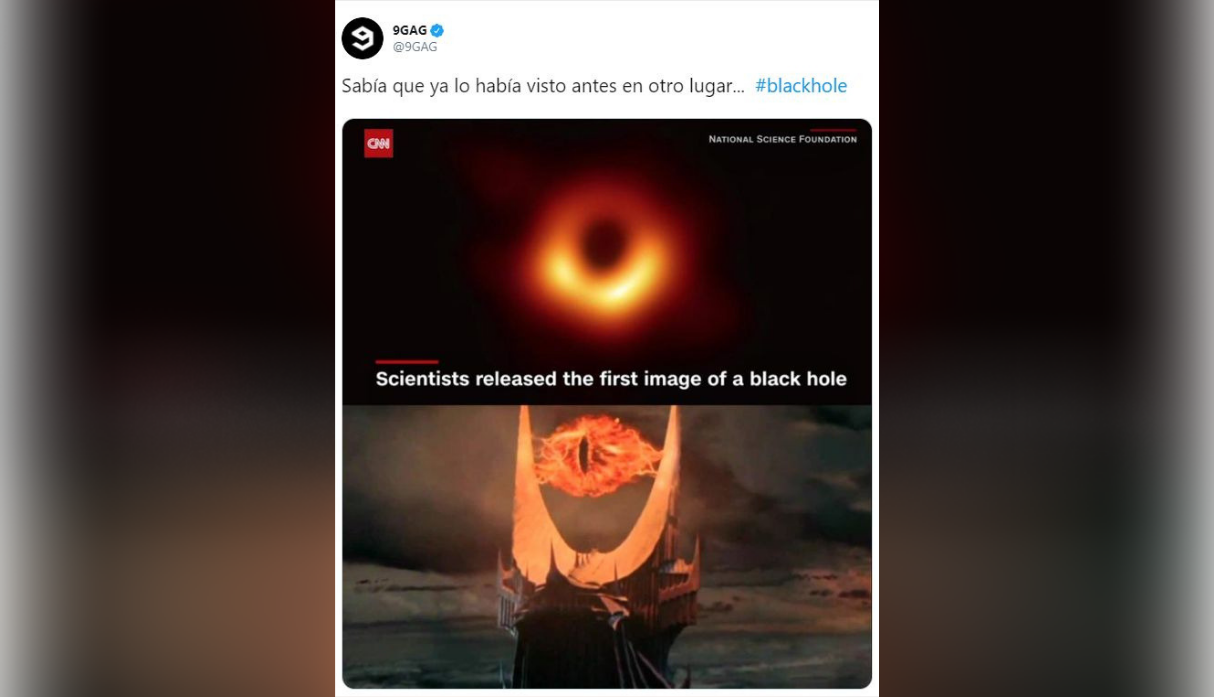 9GAG
@9GAG
Sabía que ya lo había visto antes en otro lugar... #blackhole
CNN
NATIONAL SCIENCE FOUNDATION
Scientists released the first image of a black hole